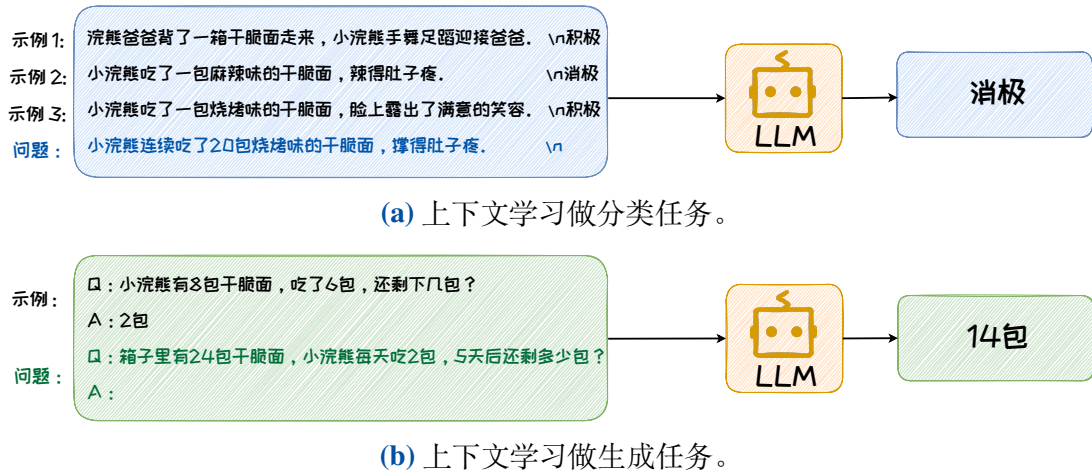 示例1: 浣熊爸爸背了一箱干脆面走来，小浣熊手舞足蹈迎接爸爸. \n积极
示例2: 小浣熊吃了一包麻辣味的干脆面，辣得肚子疼. \n消极
示例3: 小浣熊吃了一包烧烤味的干脆面，脸上露出了满意的笑容. \n积极
问题: 小浣熊连续吃了20包烧烤味的干脆面，撑得肚子疼. \n
LLM
消极
(a) 上下文学习做分类任务。
示例:
Q:小浣熊有8包干脆面，吃了6包，还剩下几包？
A:2包
问题:
Q:箱子里有24包干脆面，小浣熊每天吃2包，5天后还剩多少包？
A:
LLM
14包
(b) 上下文学习做生成任务。